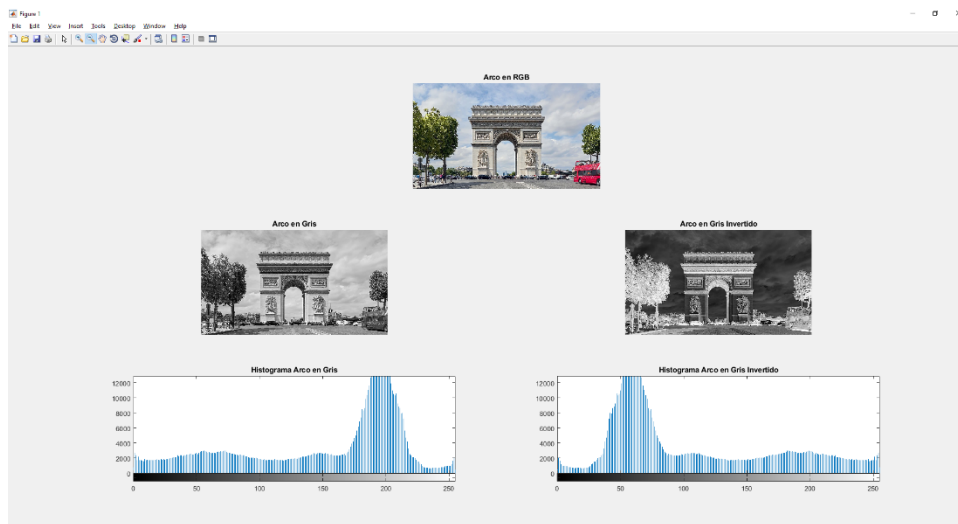 Figure 1
File Edit View Insert Tools Desktop Window Help
Arco en RGB
Arco en Gris
Arco en Gris Invertido
Histograma Arco en Gris
12000
10000
8000
6000
4000
2000
0
0 50 100 150 200 250
Histograma Arco en Gris Invertido
12000
10000
8000
6000
4000
2000
0
0 50 100 150 200 250